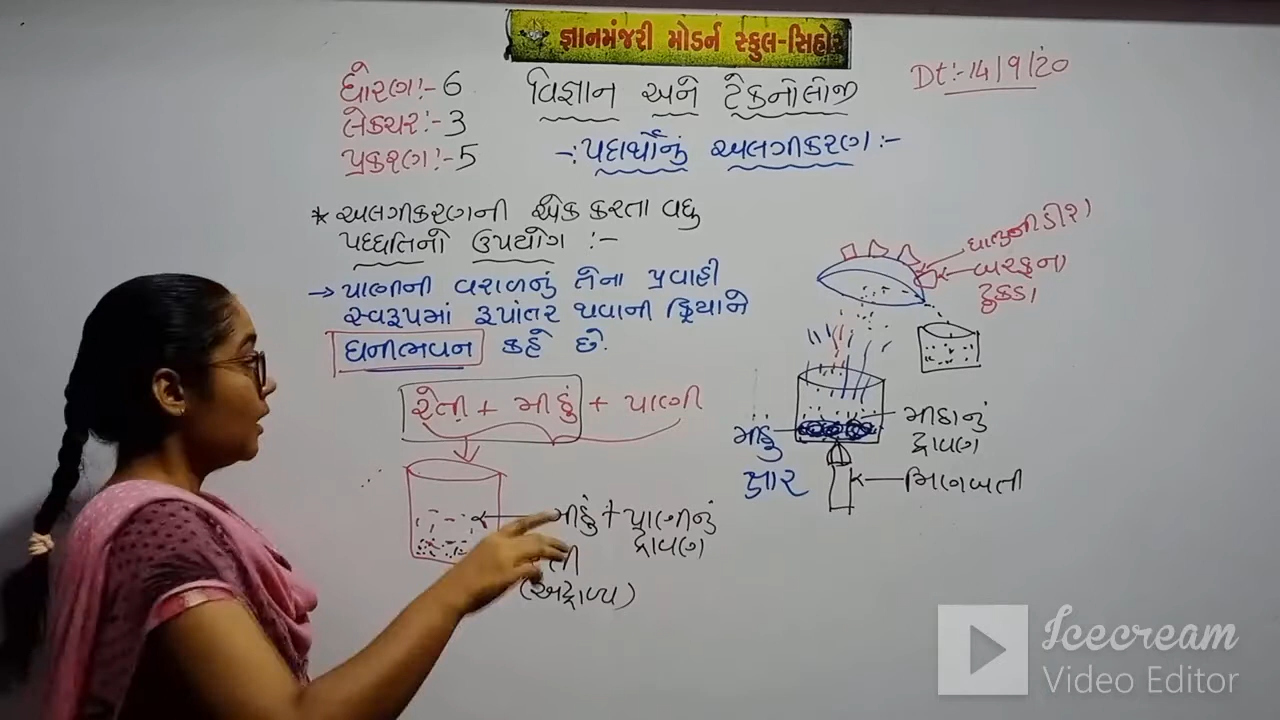 જ્ઞાનમંજરી મોડર્ન સ્કુલ-સિહોર
ધોરણ:- 6
લેક્ચર:- 3
પ્રકરણ:- 5
વિજ્ઞાન અને ટેકનોલોજી
Dt:-14/9/20
-:પદાર્થોનું અલગીકરણ:-
* અલગીકરણની એક કરતા વધુ
પધ્ધતિનો ઉપયોગ :-
→ પાણીની વરાળનું તેના પ્રવાહી
સ્વરૂપમાં રૂપાંતર થવાની ક્રિયાને
ઘનીભવન કહે છે.
રેતી + મીઠું + પાણી
મીઠું + પાણીનું
દ્રાવણ
(અદ્રાવ્ય)
ધાતુની ડીશ
બરફના
ટુકડા
મીઠું
ક્ષાર
મીઠાનું
દ્રાવણ
મીણબતી
Icecream
Video Editor